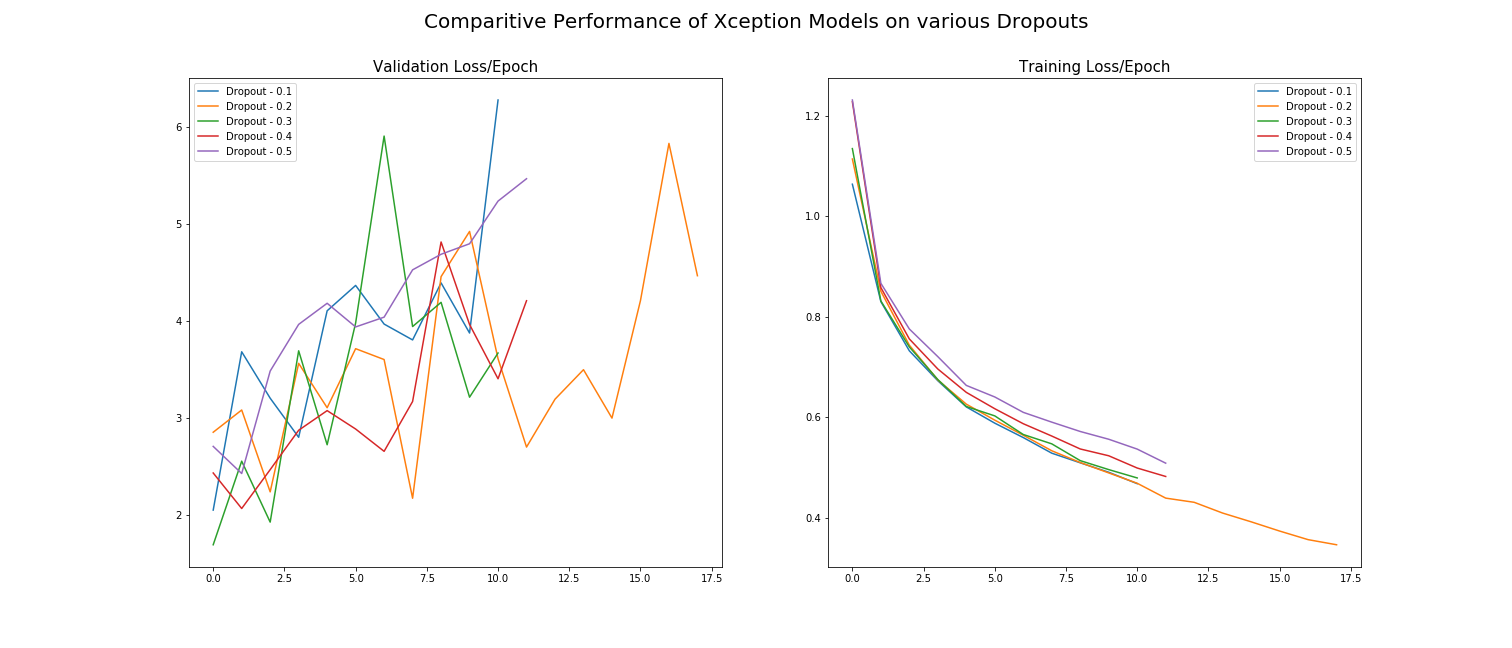 Comparitive Performance of Xception Models on various Dropouts
Validation Loss/Epoch
Dropout - 0.1
Dropout - 0.2
Dropout - 0.3
Dropout - 0.4
Dropout - 0.5
6
5
4
3
2
0.0 2.5 5.0 7.5 10.0 12.5 15.0 17.5
Training Loss/Epoch
Dropout - 0.1
Dropout - 0.2
Dropout - 0.3
Dropout - 0.4
Dropout - 0.5
1.2
1.0
0.8
0.6
0.4
0.0 2.5 5.0 7.5 10.0 12.5 15.0 17.5